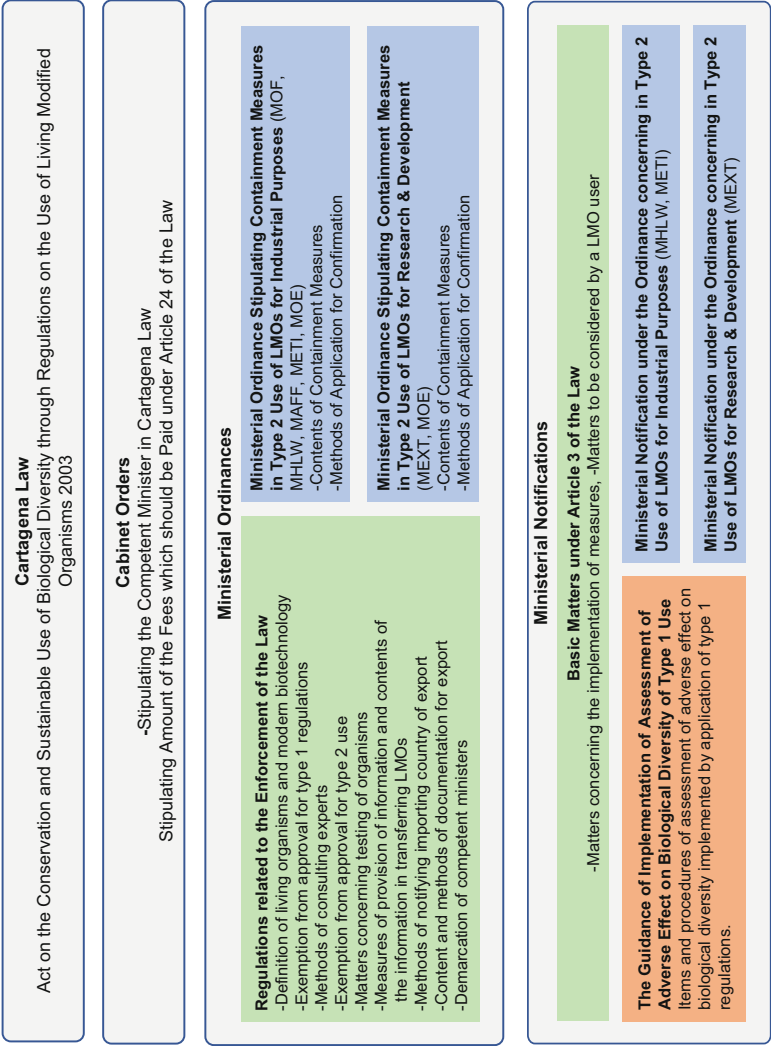 Cartagena Law
Act on the Conservation and Sustainable Use of Biological Diversity through Regulations on the Use of Living Modified
Organisms 2003
Cabinet Orders
-Stipulating the Competent Minister in Cartagena Law
Stipulating Amount of the Fees which should be Paid under Article 24 of the Law
Ministerial Ordinances
Regulations related to the Enforcement of the Law
-Definition of living organisms and modern biotechnology
-Exemption from approval for type 1 regulations
-Methods of consulting experts
-Exemption from approval for type 2 use
-Matters concerning testing of organisms
-Measures of provision of information and contents of
the information in transferring LMOs
-Methods of notifying importing country of export
-Content and methods of documentation for export
-Demarcation of competent ministers
Ministerial Ordinance Stipulating Containment Measures
in Type 2 Use of LMOs for Industrial Purposes (MOF,
MHLW, MAFF, METI, MOE)
-Contents of Containment Measures
-Methods of Application for Confirmation
Ministerial Ordinance Stipulating Containment Measures
in Type 2 Use of LMOs for Research & Development
(MEXT, MOE)
-Contents of Containment Measures
-Methods of Application for Confirmation
Ministerial Notifications
Basic Matters under Article 3 of the Law
-Matters concerning the implementation of measures, -Matters to be considered by a LMO user
The Guidance of Implementation of Assessment of
Adverse Effect on Biological Diversity of Type 1 Use
Items and procedures of assessment of adverse effect on
biological diversity implemented by application of type 1
regulations.
Ministerial Notification under the Ordinance concerning in Type 2
Use of LMOs for Industrial Purposes (MHLW, METI)
Ministerial Notification under the Ordinance concerning in Type 2
Use of LMOs for Research & Development (MEXT)